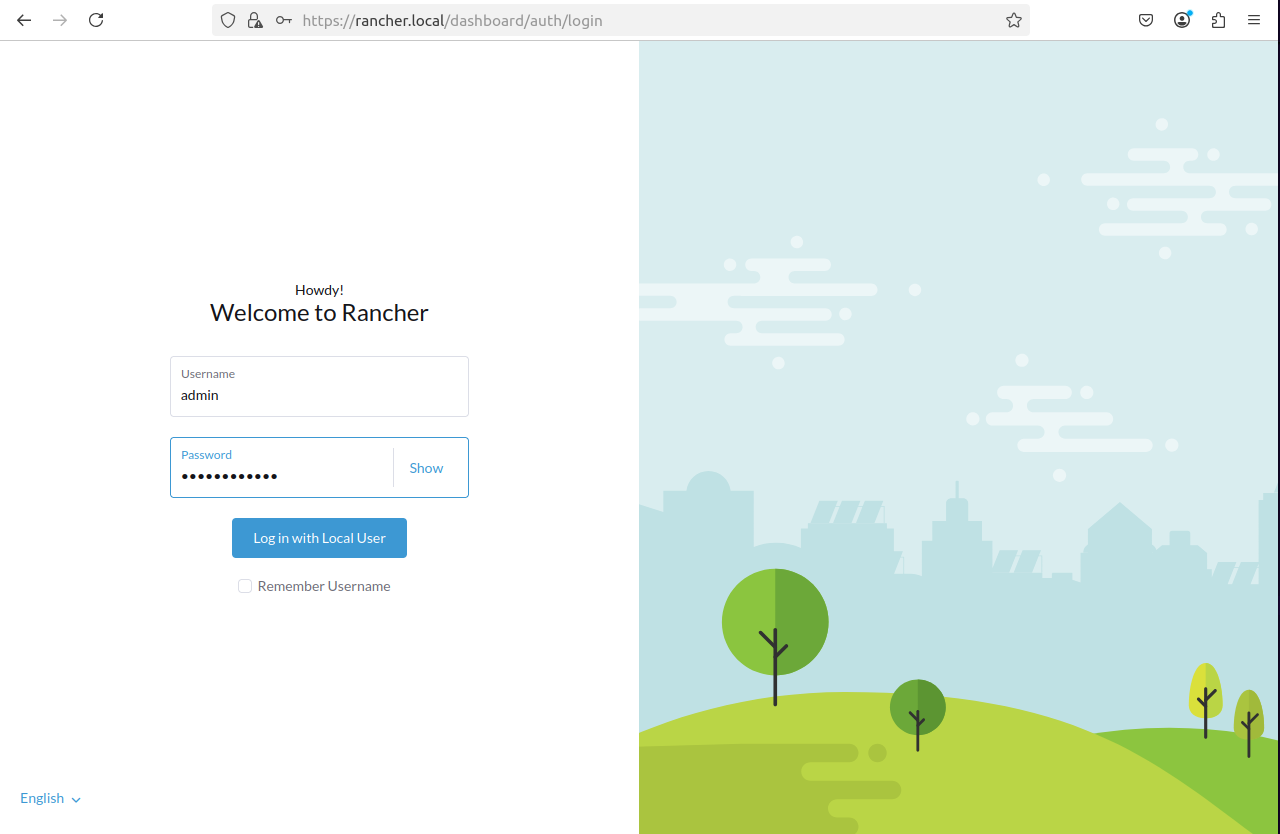 https://rancher.local/dashboard/auth/login
Howdy!
Welcome to Rancher
Username
admin
Password
••••••••••••
Show
Log in with Local User
Remember Username
English